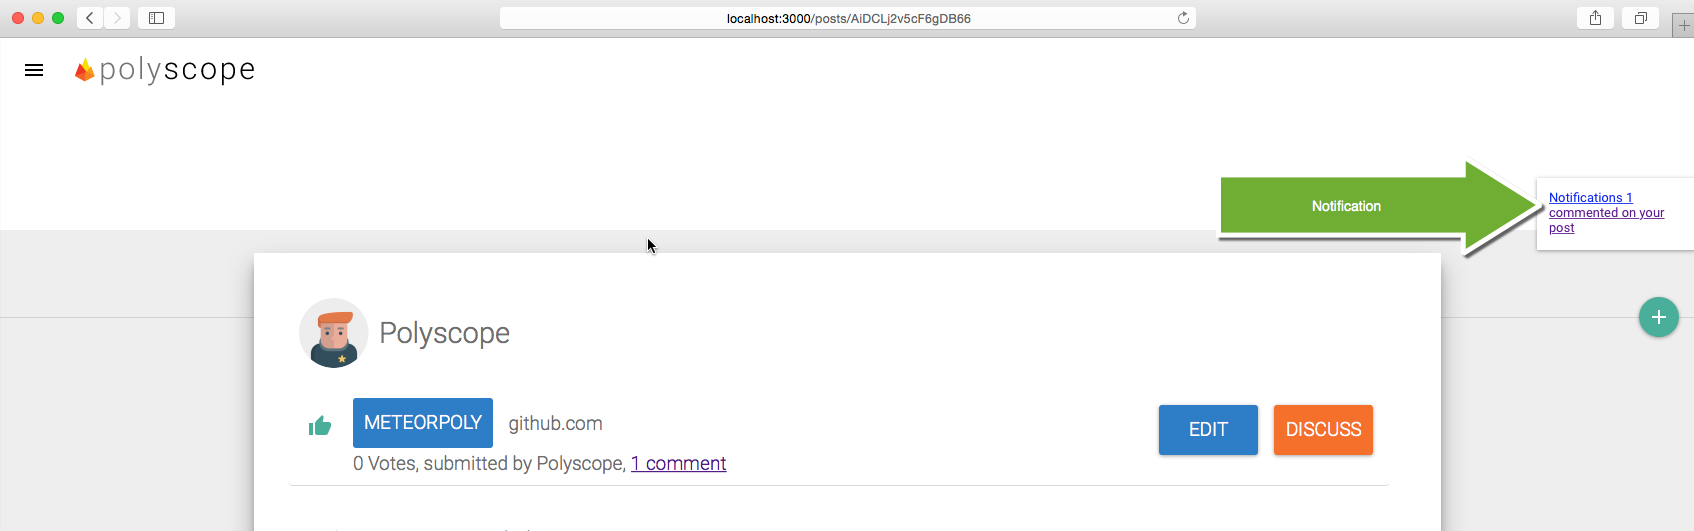 localhost:3000/posts/AiDCLj2v5cF6gDB66
polyscope
Notification
Notifications 1
commented on your
post
Polyscope
METEORPOLY github.com
EDIT DISCUSS
0 Votes, submitted by Polyscope, 1 comment